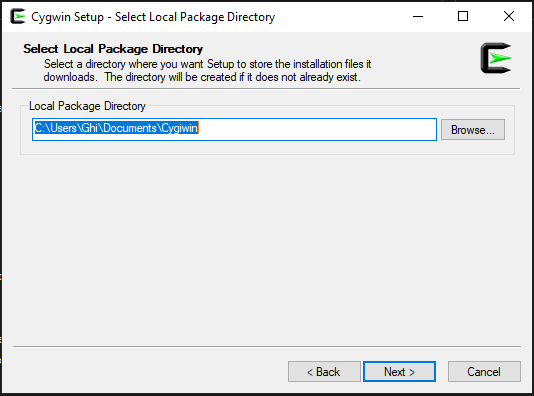 Cygwin Setup - Select Local Package Directory
Select Local Package Directory
Select a directory where you want Setup to store the installation files it
downloads. The directory will be created if it does not already exist.
Local Package Directory
C:\Users\Ghi\Documents\Cygiwin
Browse...
< Back
Next >
Cancel